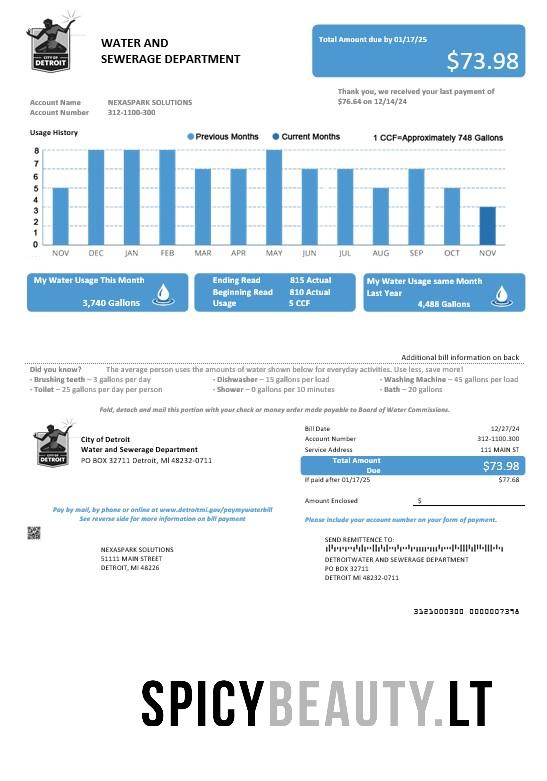 WATER AND
SEWERAGE DEPARTMENT
CITY OF
DETROIT
Total Amount due by 01/17/25
$73.98
Thank you, we received your last payment of
$76.64 on 12/14/24
Account Name NEXASPARK SOLUTIONS
Account Number 312-1100-300
Usage History
Previous Months Current Months 1 CCF=Approximately 748 Gallons
8
7
6
5
4
3
2
1
0
NOV DEC JAN FEB MAR APR MAY JUN JUL AUG SEP OCT NOV
My Water Usage This Month
3,740 Gallons
Ending Read 815 Actual
Beginning Read 810 Actual
Usage 5 CCF
My Water Usage same Month
Last Year
4,488 Gallons
Additional bill information on back
Did you know? The average person uses the amounts of water shown below for everyday activities. Use less, save more!
- Brushing teeth – 3 gallons per day - Dishwasher – 15 gallons per load - Washing Machine – 45 gallons per load
- Toilet – 25 gallons per day per person - Shower – 0 gallons per 10 minutes - Bath – 20 gallons
Fold, detach and mail this portion with your check or money order made payable to Board of Water Commissions.
CITY OF
DETROIT
City of Detroit
Water and Sewerage Department
PO BOX 32711 Detroit, MI 48232-0711
Bill Date 12/27/24
Account Number 312-1100.300
Service Address 111 MAIN ST
Total Amount
Due
$73.98
If paid after 01/17/25 $77.68
Amount Enclosed $
Pay by mail, by phone or online at www.detroitmi.gov/paymywaterbill
See reverse side for more information on bill payment
Please include your account number on your form of payment.
NEXASPARK SOLUTIONS
51111 MAIN STREET
DETROIT, MI 48226
SEND REMITTANCE TO:
DETROITWATER AND SEWERAGE DEPARTMENT
PO BOX 32711
DETROIT MI 48232-0711
3121000300 0000007398
SPICYBEAUTY.LT